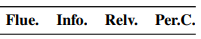 Flue. Info. Relv. Per.C.